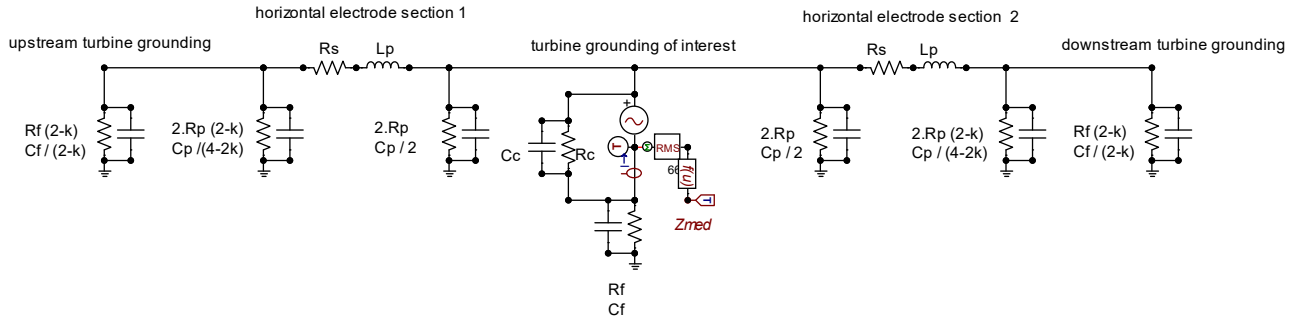 horizontal electrode section 1
horizontal electrode section 2
upstream turbine grounding
Rs
Lp
turbine grounding of interest
Rs
Lp
downstream turbine grounding
Rf (2-k)
Cf / (2-k)
2.Rp (2-k)
Cp /(4-2k)
2.Rp
Cp / 2
+
Cc
Rc
T
I
M
RMS
66
f(u)
T
Zmed
2.Rp
Cp / 2
2.Rp (2-k)
Cp /(4-2k)
Rf (2-k)
Cf / (2-k)
Rf
Cf